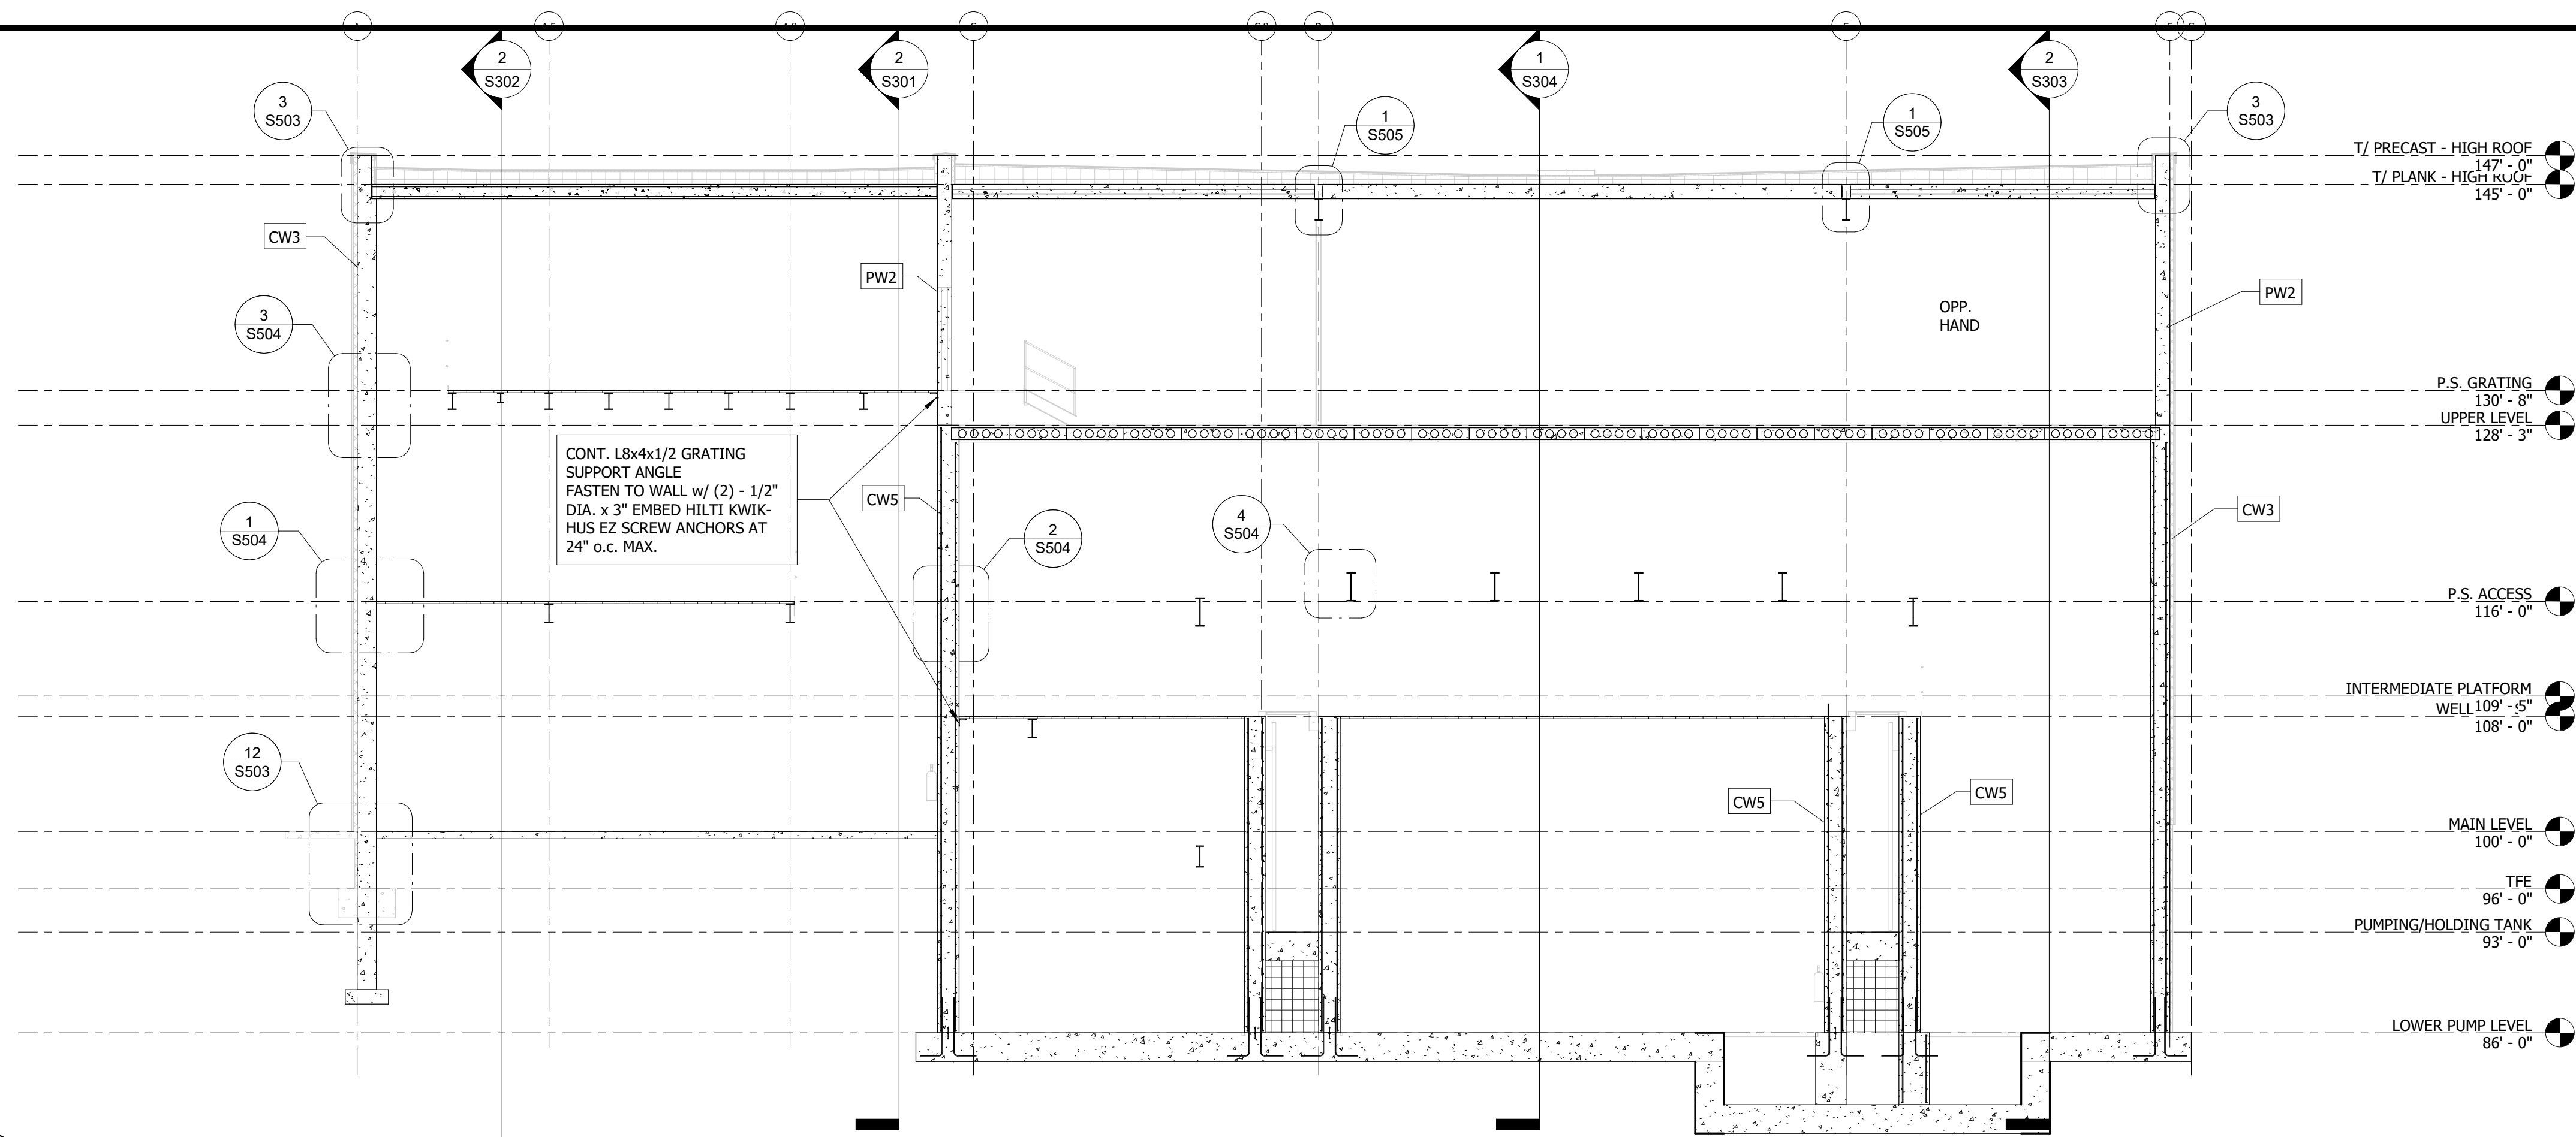 2
S302
2
S301
1
S304
2
S303
3
S503
1
S505
1
S505
3
S503
T/ PRECAST - HIGH ROOF
147' - 0"
T/ PLANK - HIGH ROOF
145' - 0"
CW3
PW2
OPP.
HAND
PW2
3
S504
P.S. GRATING
130' - 8"
UPPER LEVEL
128' - 3"
CONT. L8x4x1/2 GRATING
SUPPORT ANGLE
FASTEN TO WALL w/ (2) - 1/2"
DIA. x 3" EMBED HILTI KWIK-
HUS EZ SCREW ANCHORS AT
24" o.c. MAX.
CW5
CW3
1
S504
2
S504
4
S504
P.S. ACCESS
116' - 0"
INTERMEDIATE PLATFORM
109' - 5"
WELL
108' - 0"
12
S503
CW5
CW5
MAIN LEVEL
100' - 0"
TFE
96' - 0"
PUMPING/HOLDING TANK
93' - 0"
LOWER PUMP LEVEL
86' - 0"